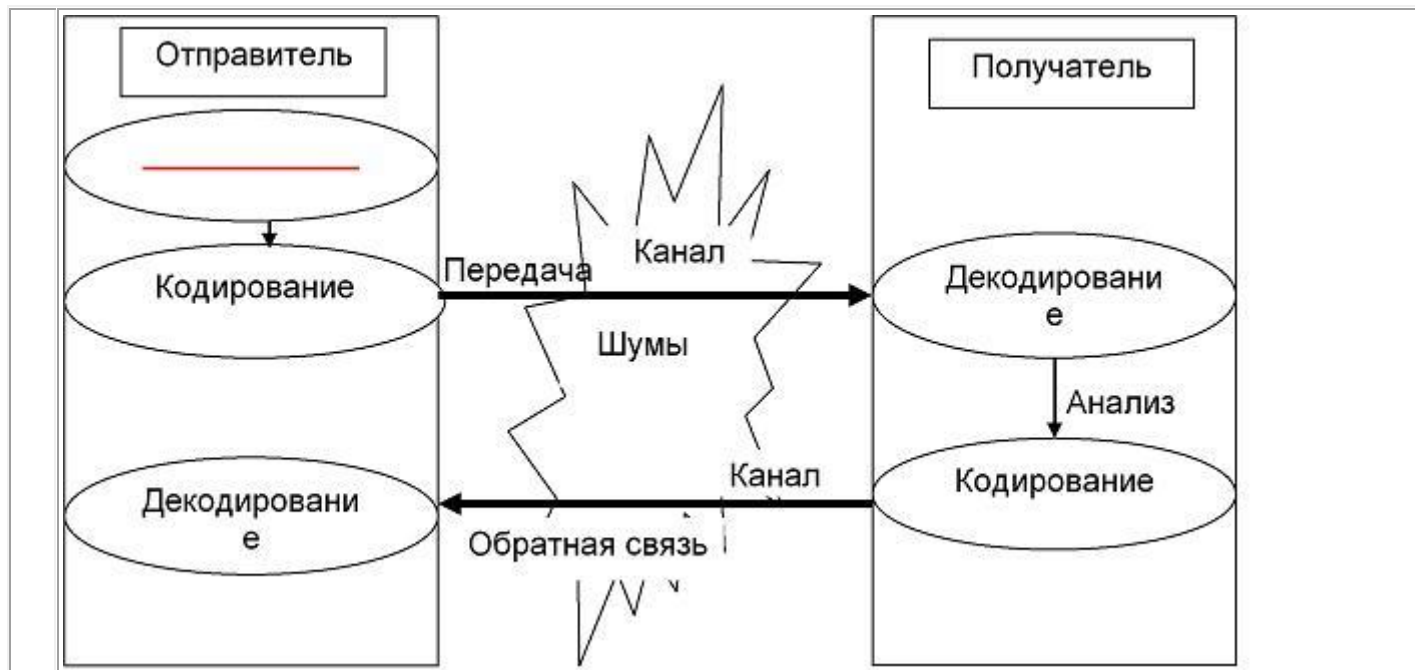 Отправитель
Получатель
Кодирование
Передача
Канал
Шумы
Декодировани
е
Анализ
Кодирование
Канал
Обратная связь
Декодировани
е